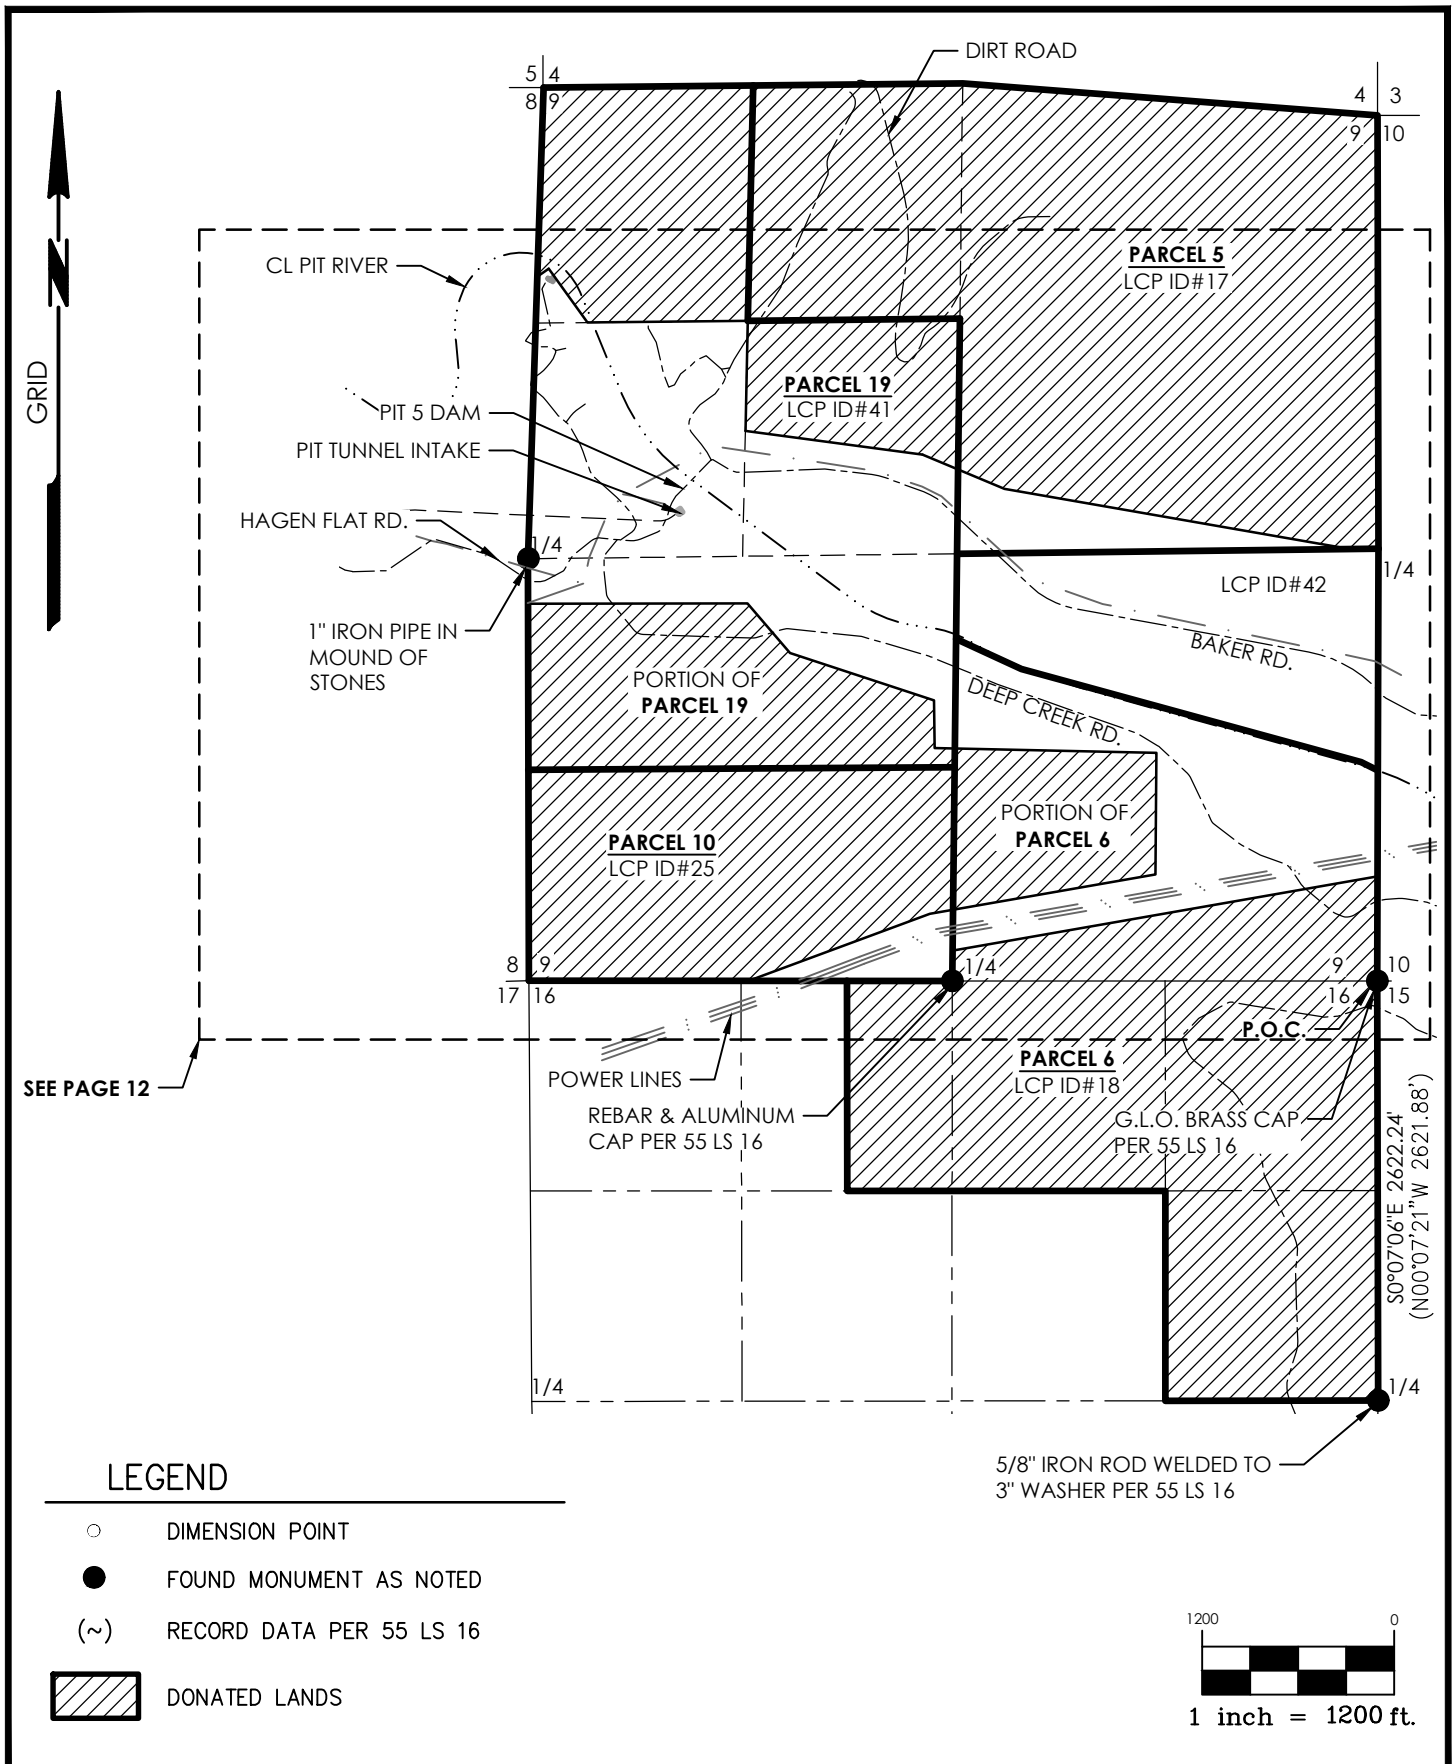 DIRT ROAD
5 4
8 9
4 3
9 10
GRID
N
CL PIT RIVER
PARCEL 5
LCP ID#17
PARCEL 19
LCP ID#41
PIT 5 DAM
PIT TUNNEL INTAKE
HAGEN FLAT RD.
1/4
1/4
LCP ID#42
1" IRON PIPE IN
MOUND OF
STONES
BAKER RD.
PORTION OF
PARCEL 19
DEEP CREEK RD.
PORTION OF
PARCEL 6
PARCEL 10
LCP ID#25
8 9
17 16
1/4
9 10
16 15
P.O.C.
SEE PAGE 12
POWER LINES
PARCEL 6
LCP ID#18
REBAR & ALUMINUM
CAP PER 55 LS 16
G.L.O. BRASS CAP
PER 55 LS 16
S0°07'06"E 2622.24'
(N00°07'21"W 2621.88')
1/4
1/4
5/8" IRON ROD WELDED TO
3" WASHER PER 55 LS 16
LEGEND
DIMENSION POINT
FOUND MONUMENT AS NOTED
(~) RECORD DATA PER 55 LS 16
DONATED LANDS
1200 0
1 inch = 1200 ft.